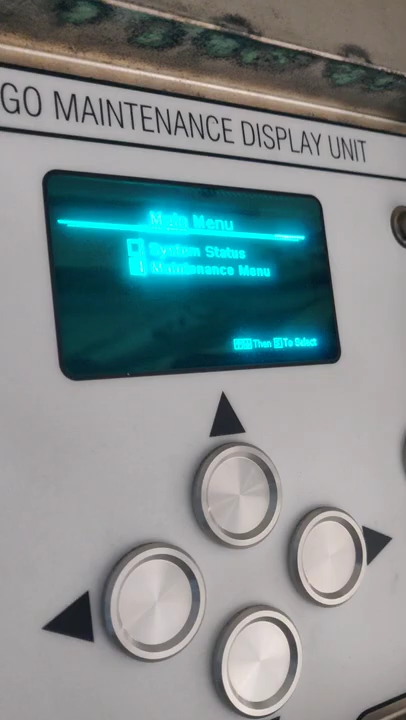 GO MAINTENANCE DISPLAY UNIT
Main Menu
System Status
Maintenance Menu
Then To Select